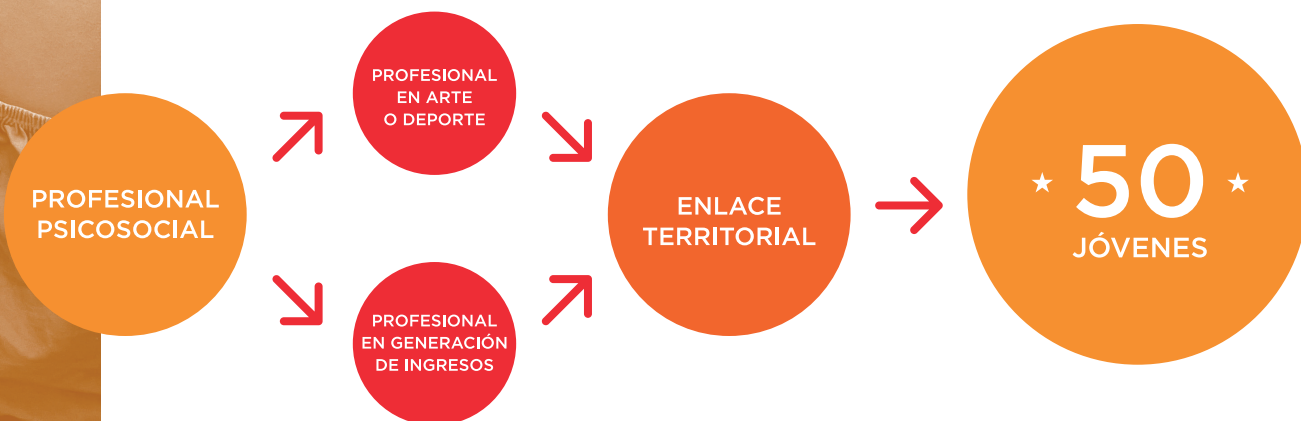 PROFESIONAL
PSICOSOCIAL
PROFESIONAL
EN ARTE
O DEPORTE
PROFESIONAL
EN GENERACIÓN
DE INGRESOS
ENLACE
TERRITORIAL
50
JÓVENES